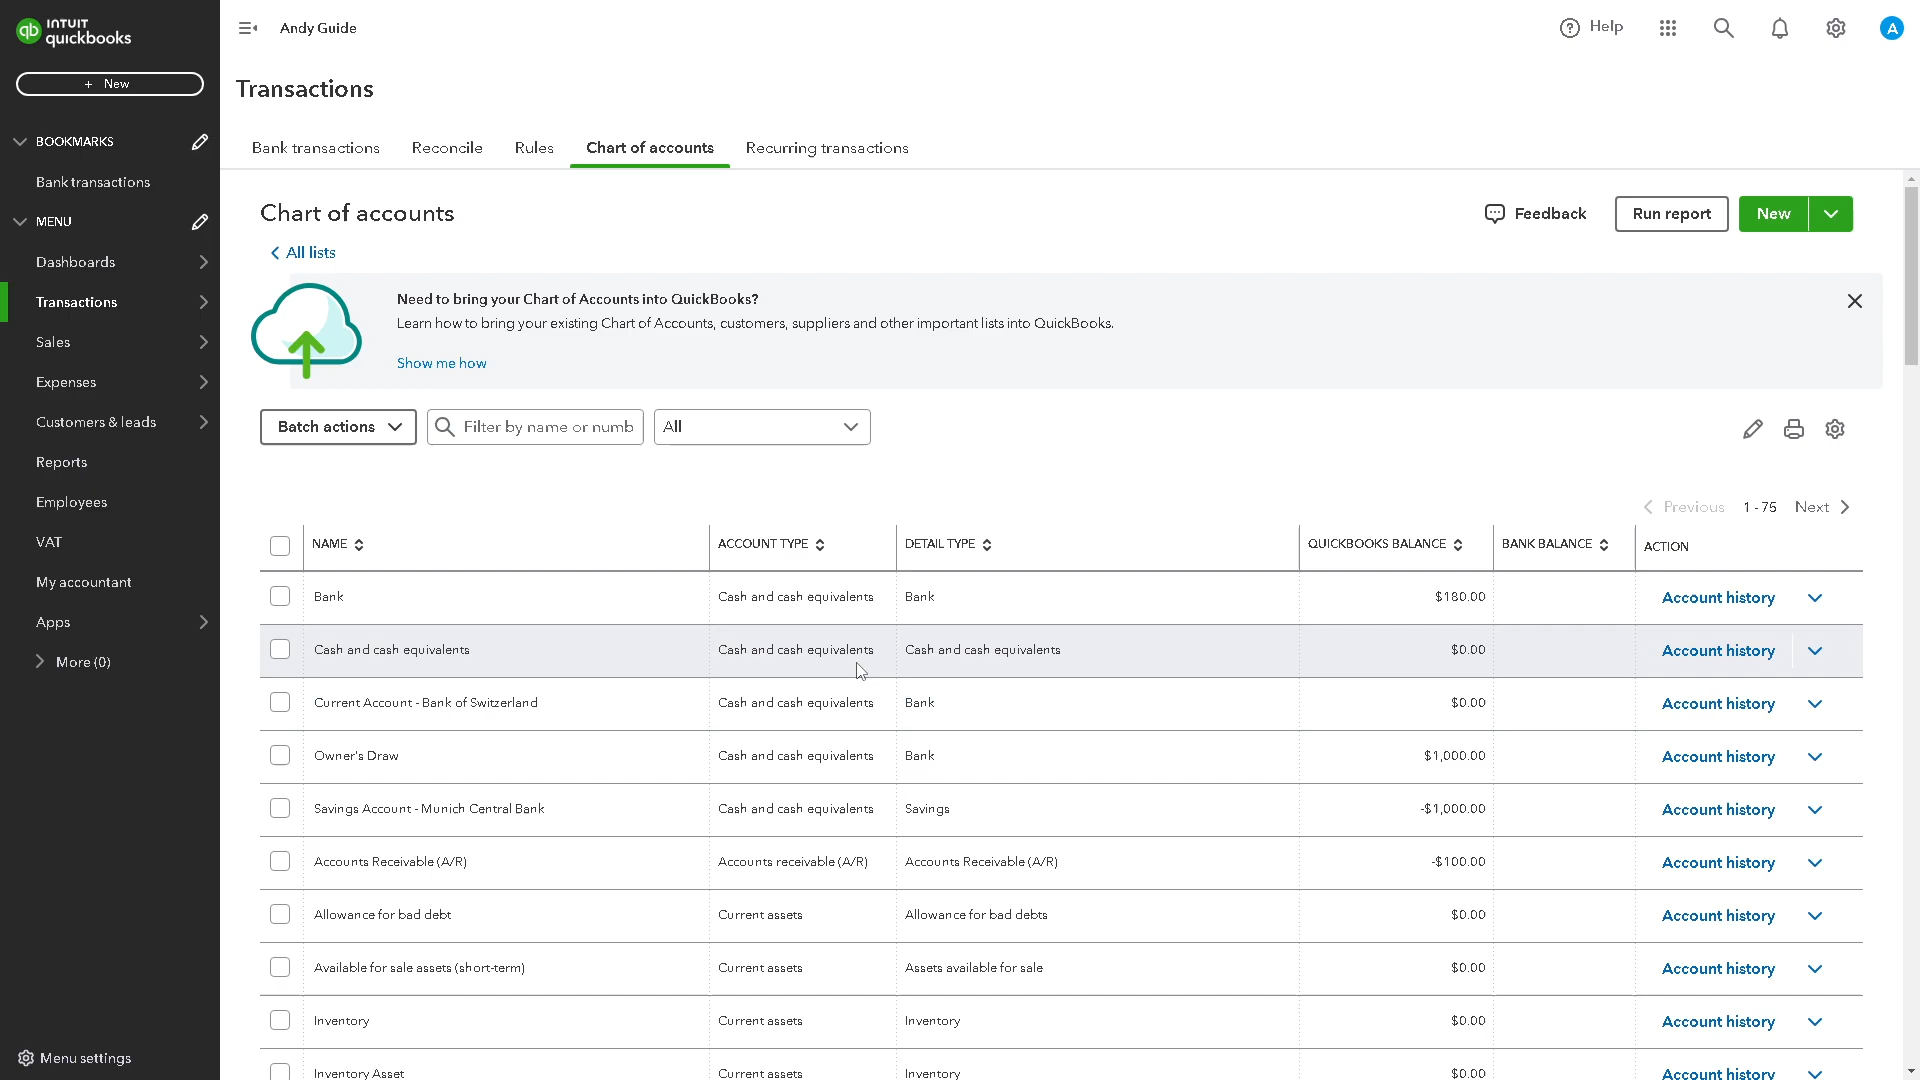 INTUIT
quickbooks
Andy Guide
Help
A
+ New
Transactions
BOOKMARKS
Bank transactions
MENU
Dashboards
Transactions
Sales
Expenses
Customers & leads
Reports
Employees
VAT
My accountant
Apps
More (0)
Menu settings
Bank transactions Reconcile Rules Chart of accounts Recurring transactions
Chart of accounts
Feedback
Run report
New
All lists
Need to bring your Chart of Accounts into QuickBooks?
Learn how to bring your existing Chart of Accounts, customers, suppliers and other important lists into QuickBooks.
Show me how
Batch actions
Filter by name or numb
All
Previous 1 - 75 Next
NAME ACCOUNT TYPE DETAIL TYPE QUICKBOOKS BALANCE BANK BALANCE ACTION
Bank Cash and cash equivalents Bank $180.00 Account history
Cash and cash equivalents Cash and cash equivalents Cash and cash equivalents $0.00 Account history
Current Account - Bank of Switzerland Cash and cash equivalents Bank $0.00 Account history
Owner's Draw Cash and cash equivalents Bank $1,000.00 Account history
Savings Account - Munich Central Bank Cash and cash equivalents Savings -$1,000.00 Account history
Accounts Receivable (A/R) Accounts receivable (A/R) Accounts Receivable (A/R) -$100.00 Account history
Allowance for bad debt Current assets Allowance for bad debts $0.00 Account history
Available for sale assets (short-term) Current assets Assets available for sale $0.00 Account history
Inventory Current assets Inventory $0.00 Account history
Inventory Asset Current assets Inventory $0.00 Account history